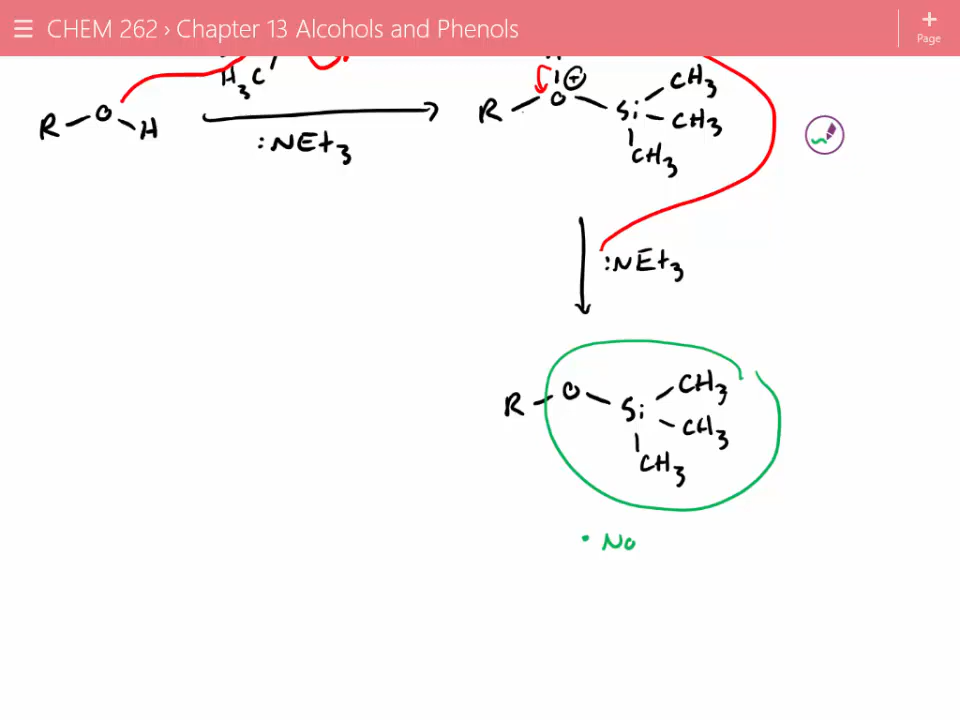 CHEM 262 › Chapter 13 Alcohols and Phenols
+
Page
H3C
R O H
:NEt3
R O ⊕ Si CH3
CH3
CH3
:NEt3
R O Si CH3
CH3
CH3
• No